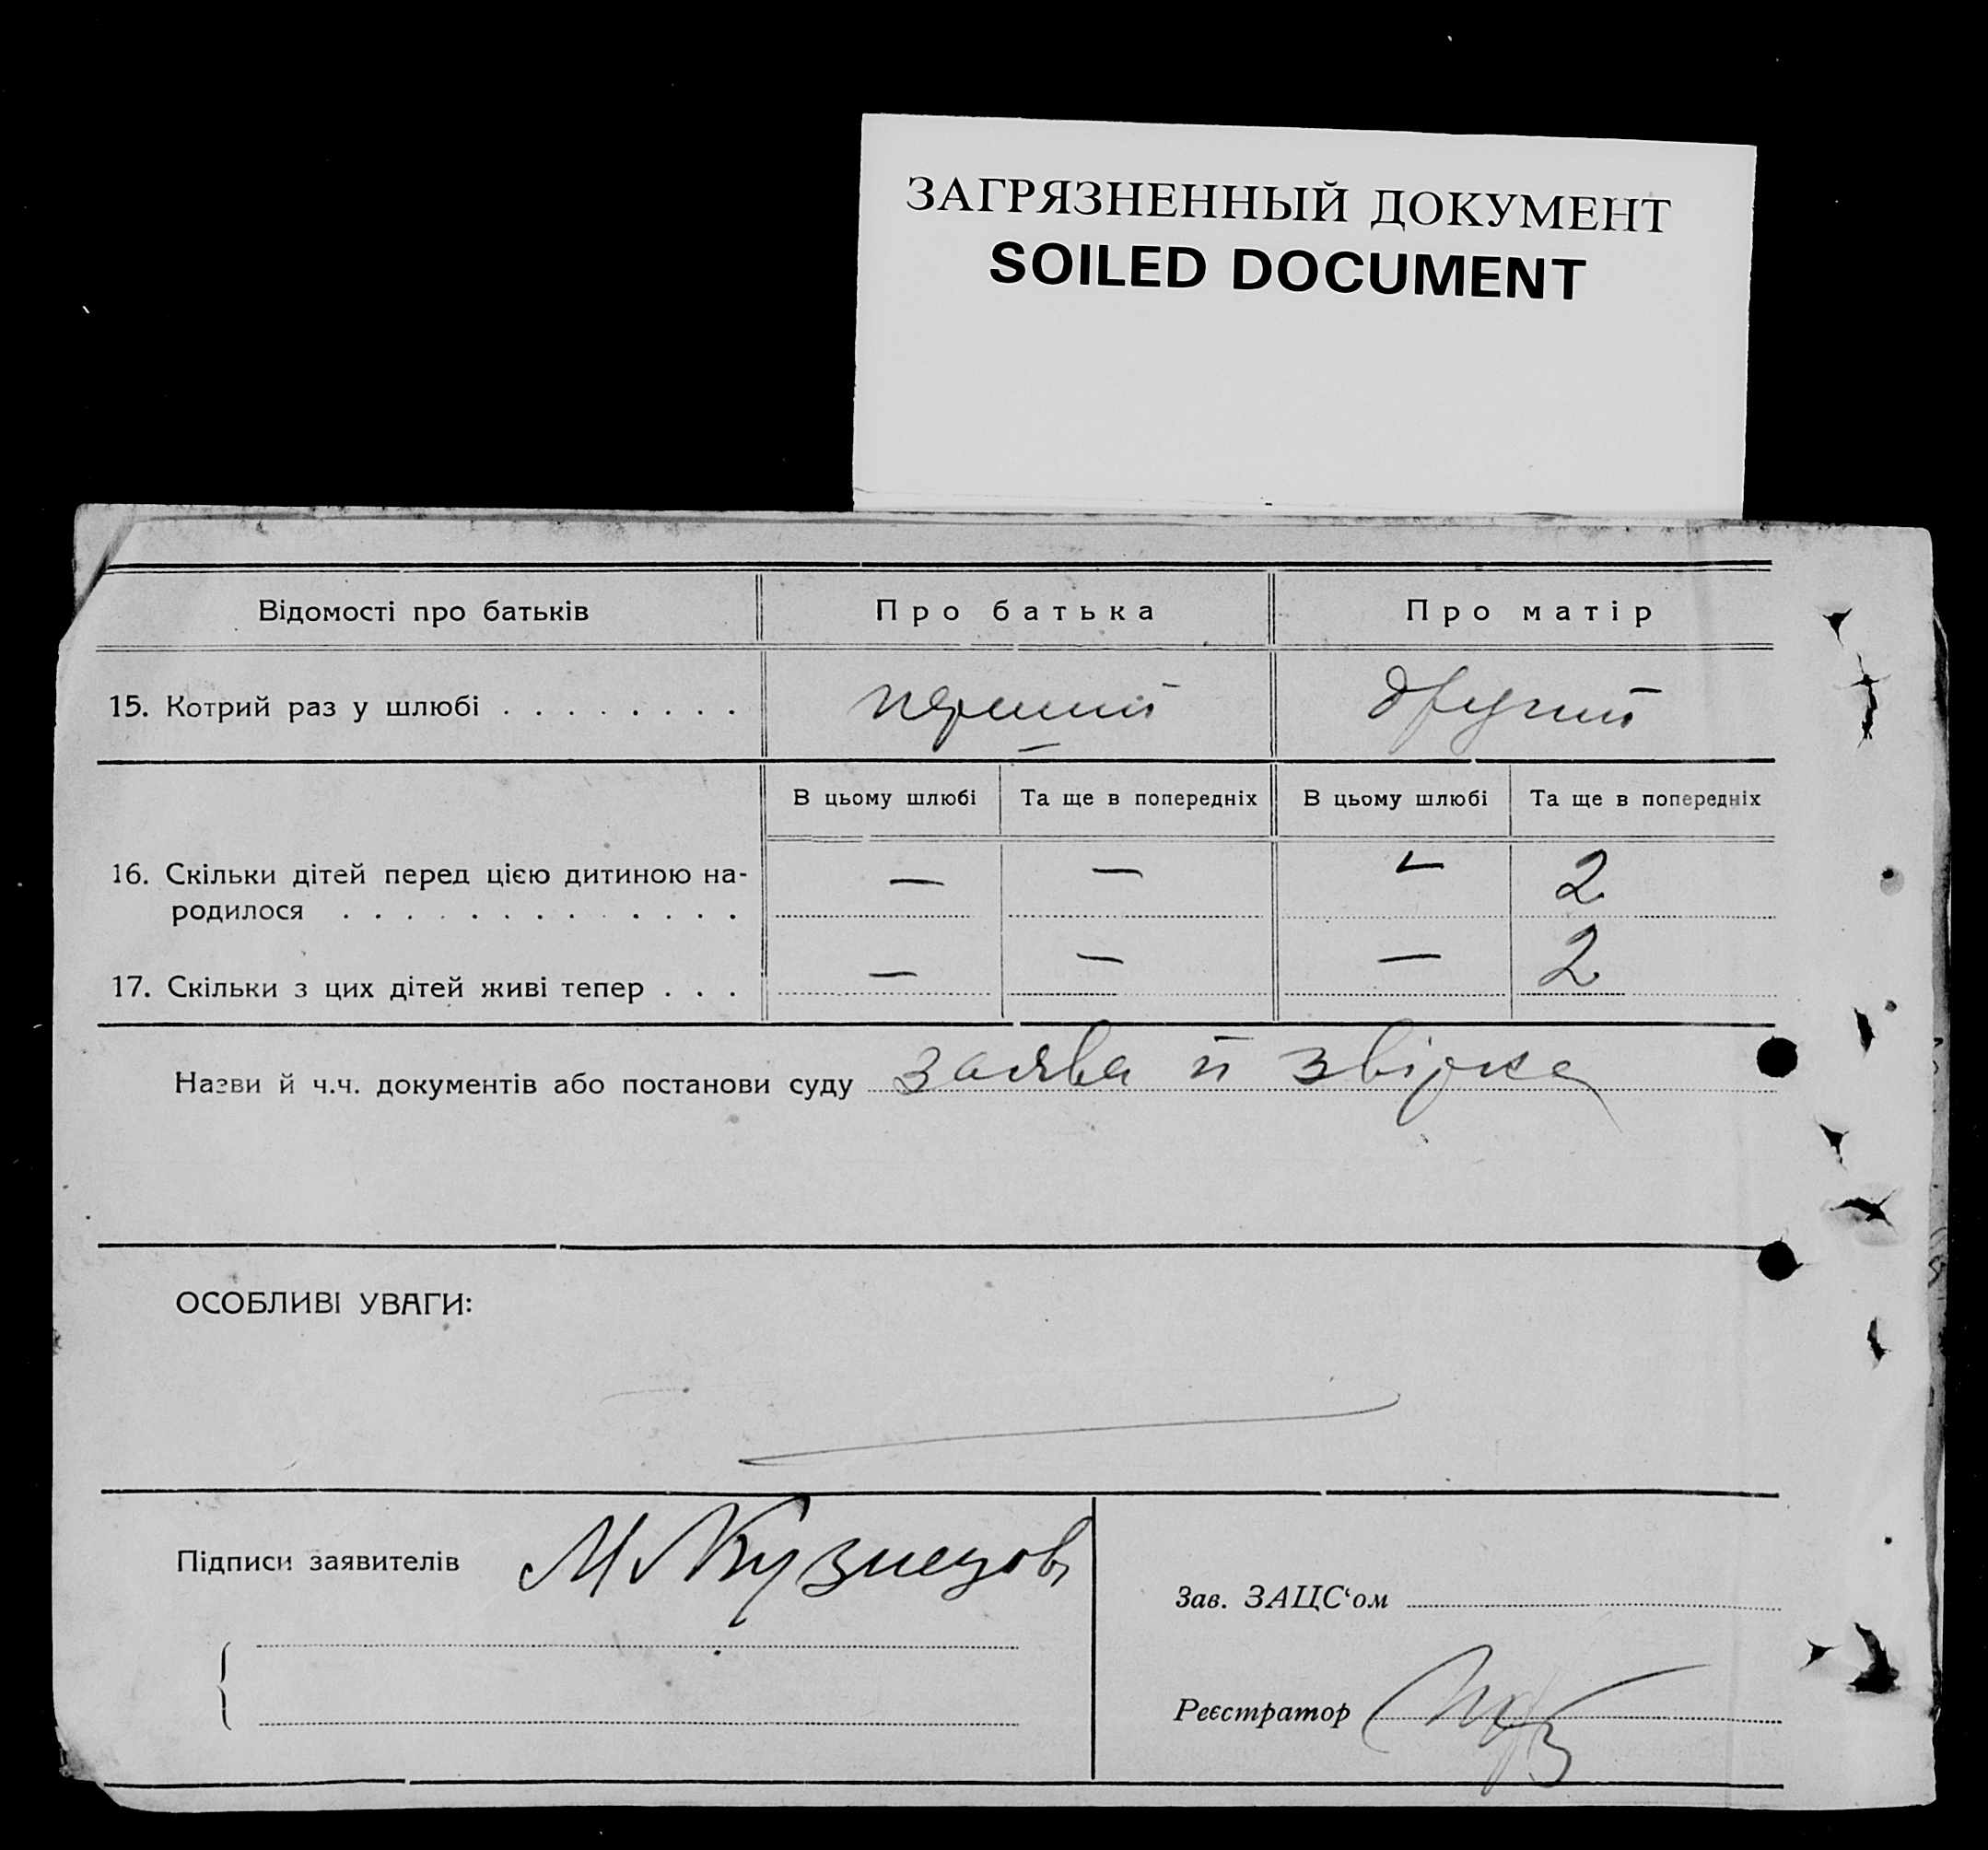 ЗАГРЯЗНЕННЫЙ ДОКУМЕНТ
SOILED DOCUMENT
Відомості про батьків Про батька Про матір
15. Котрий раз у шлюбі . . . . . . . . перший другий
В цьому шлюбі Та ще в попередніх В цьому шлюбі Та ще в попередніх
16. Скільки дітей перед цією дитиною на-
родилося . . . . . . . . . . . . . — — — 2
17. Скільки з цих дітей живі тепер . . . — — — 2
Назви й ч.ч. документів або постанови суду заява й звірка
ОСОБЛИВІ УВАГИ:
Підписи заявителів М Кузнецов
Зав. ЗАЦС‘ом
Реєстратор